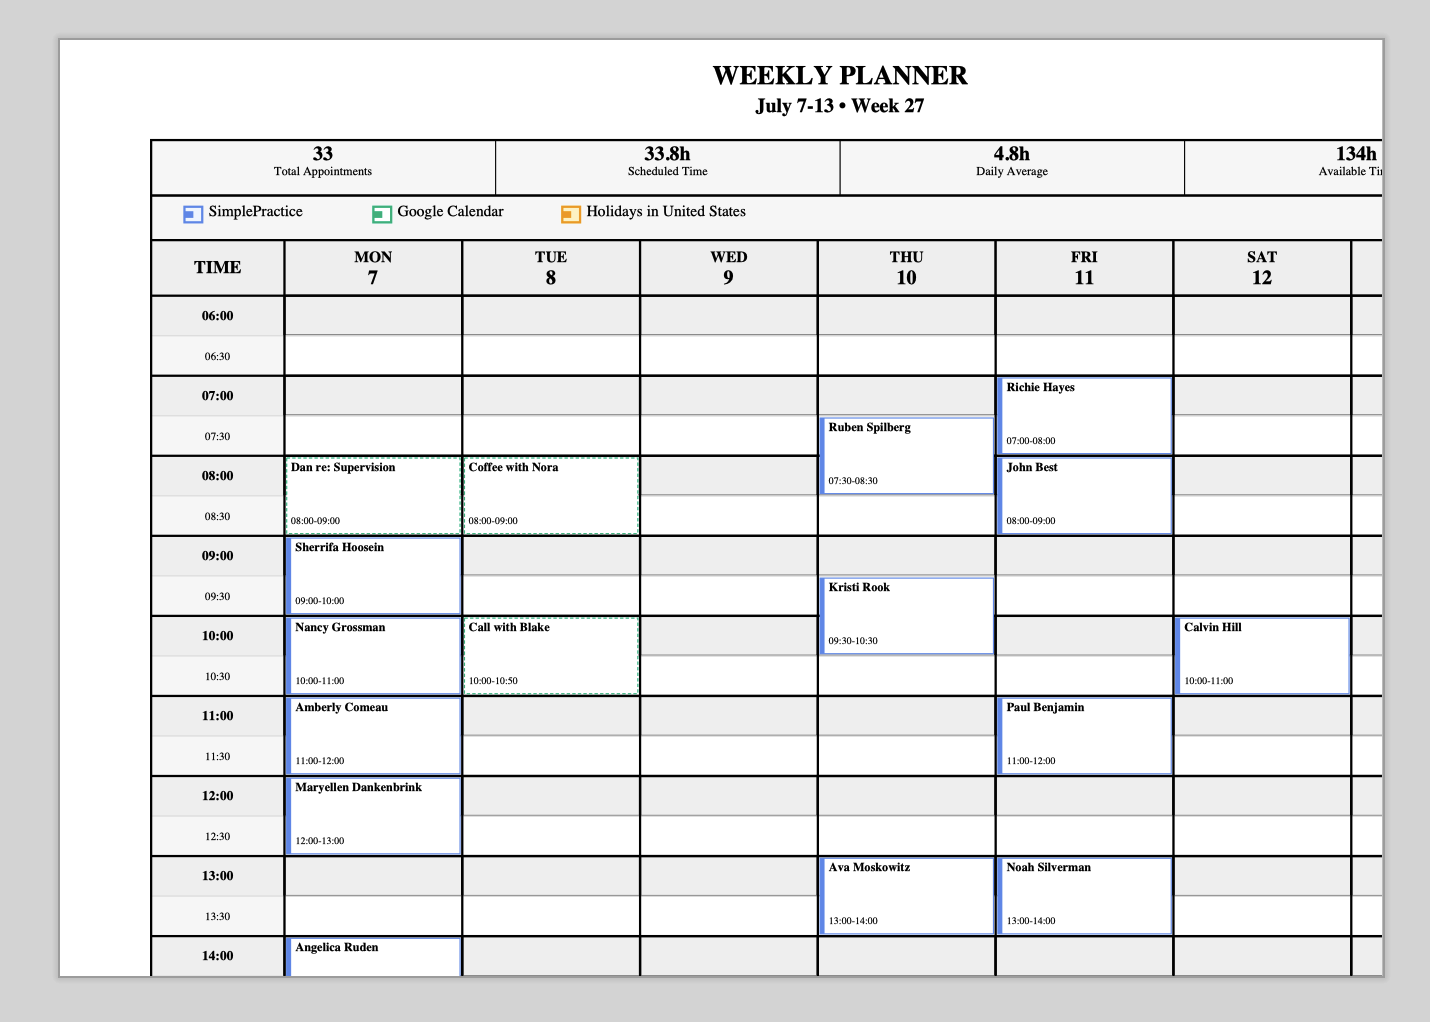 WEEKLY PLANNER
July 7-13 • Week 27
33 33.8h 4.8h 134h
Total Appointments Scheduled Time Daily Average Available
SimplePractice Google Calendar Holidays in United States
TIME MON TUE WED THU FRI SAT
7 8 9 10 11 12
06:00
06:30
07:00 Richie Hayes
07:30 Ruben Spilberg 07:00-08:00
08:00 Dan re: Supervision Coffee with Nora 07:30-08:30 John Best
08:30 08:00-09:00 08:00-09:00 08:00-09:00
09:00 Sherrifa Hoosein
09:30 09:00-10:00 Kristi Rook
10:00 Nancy Grossman Call with Blake 09:30-10:30 Calvin Hill
10:30 10:00-11:00 10:00-10:50 10:00-11:00
11:00 Amberly Comeau Paul Benjamin
11:30 11:00-12:00 11:00-12:00
12:00 Maryellen Dankenbrink
12:30 12:00-13:00
13:00 Ava Moskowitz Noah Silverman
13:30 13:00-14:00 13:00-14:00
14:00 Angelica Ruden